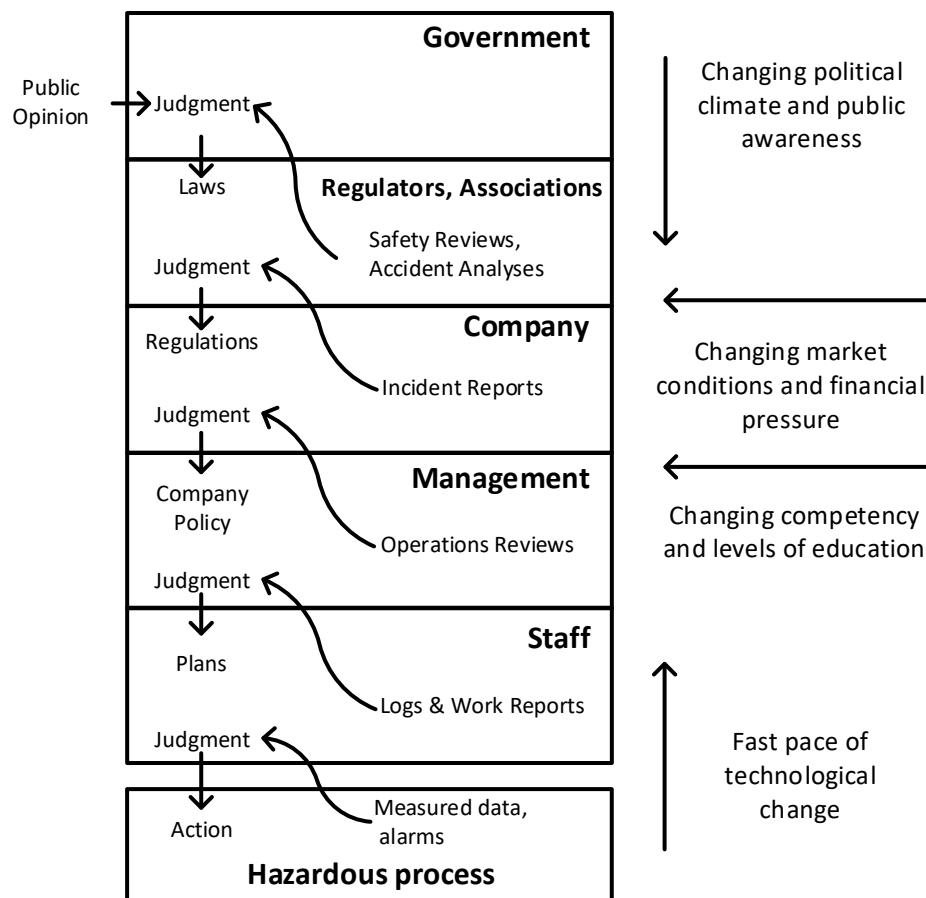 Government
Public
Opinion
Judgment
Changing political
climate and public
awareness
Laws
Regulators, Associations
Safety Reviews,
Accident Analyses
Judgment
Company
Regulations
Incident Reports
Changing market
conditions and financial
pressure
Judgment
Management
Company
Policy
Operations Reviews
Changing competency
and levels of education
Judgment
Staff
Plans
Logs & Work Reports
Judgment
Fast pace of
technological
change
Measured data,
alarms
Action
Hazardous process